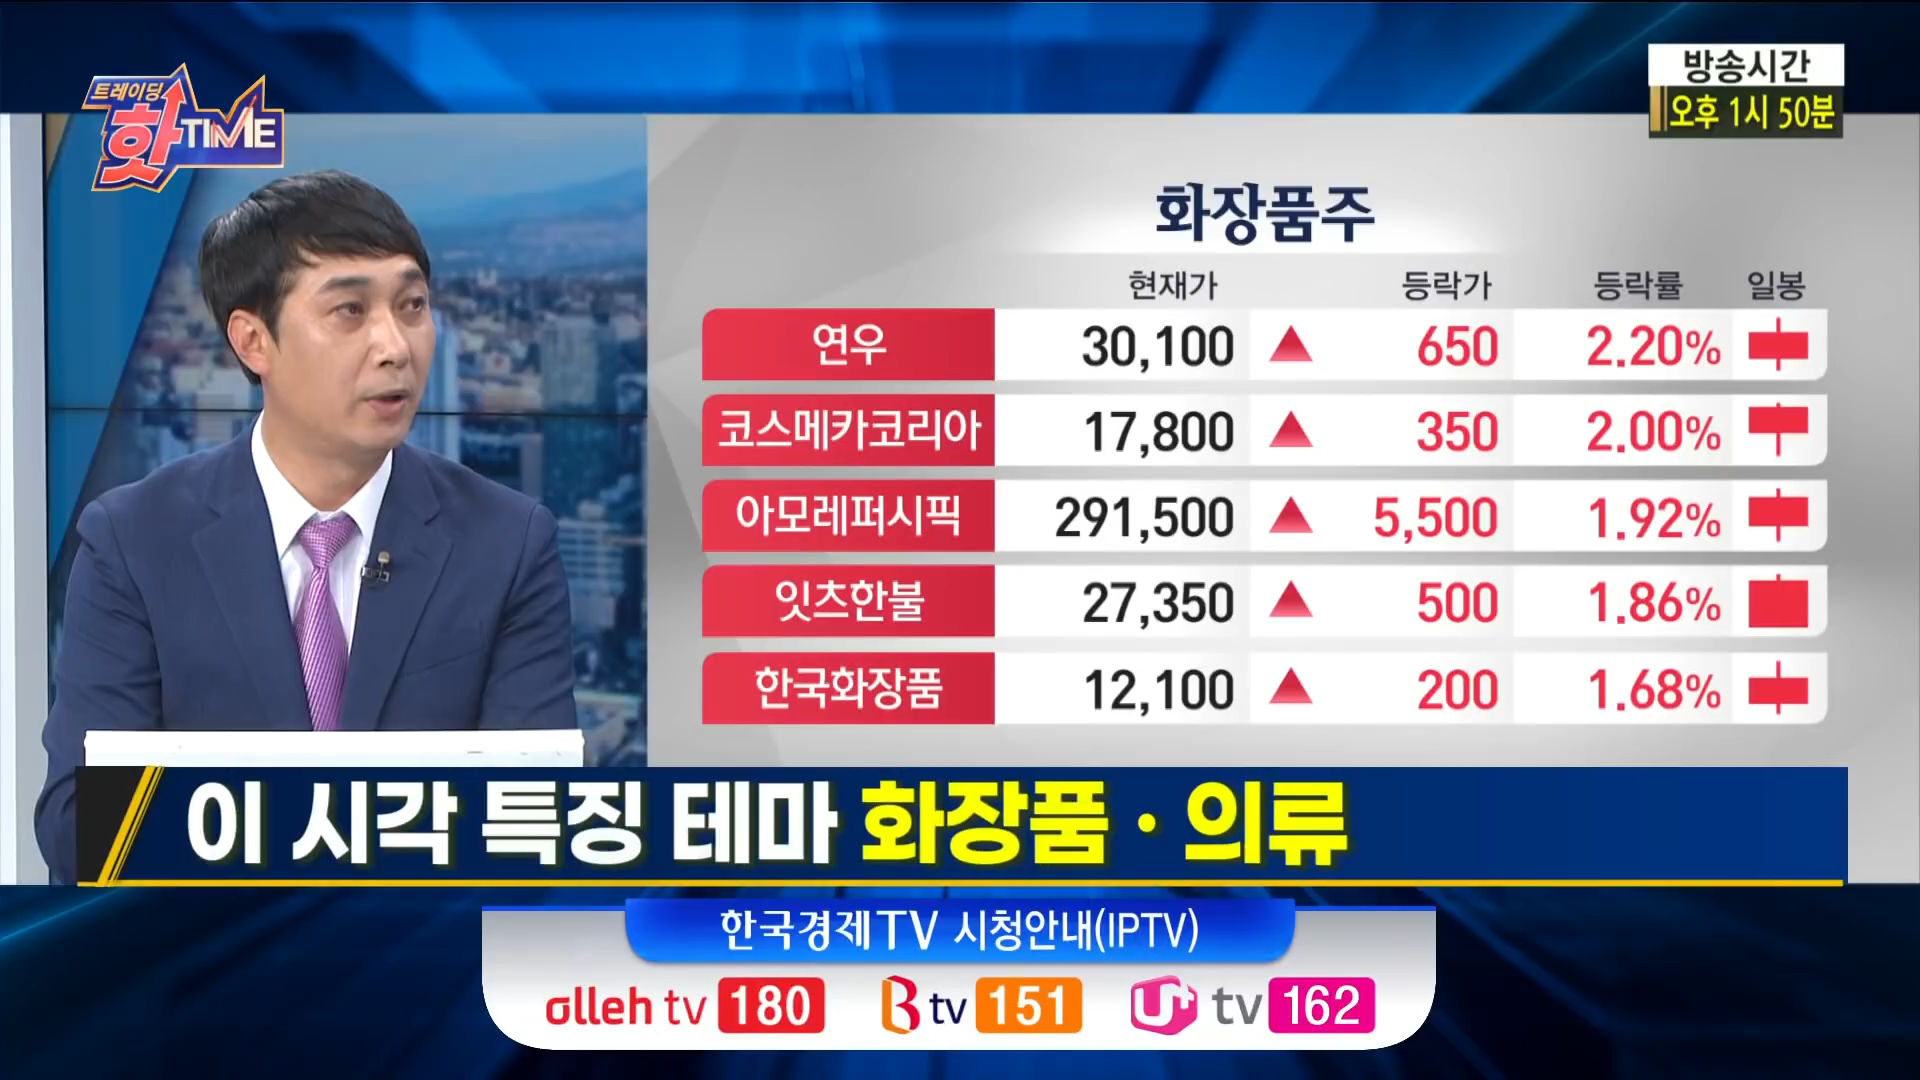 트레이딩
핫TIME
방송시간
오후 1시 50분
화장품주
현재가 등락가 등락률 일봉
연우 30,100 ▲ 650 2.20%
코스메카코리아 17,800 ▲ 350 2.00%
아모레퍼시픽 291,500 ▲ 5,500 1.92%
잇츠한불 27,350 ▲ 500 1.86%
한국화장품 12,100 ▲ 200 1.68%
이 시각 특징 테마 화장품·의류
한국경제TV 시청안내(IPTV)
olleh tv 180 B tv 151 U+ tv 162